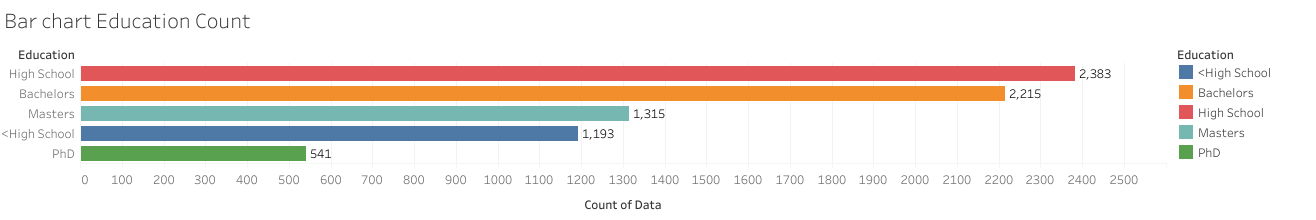 Bar chart Education Count
Education
High School 2,383
Bachelors 2,215
Masters 1,315
<High School 1,193
PhD 541
0 100 200 300 400 500 600 700 800 900 1000 1100 1200 1300 1400 1500 1600 1700 1800 1900 2000 2100 2200 2300 2400 2500
Count of Data
Education
<High School
Bachelors
High School
Masters
PhD